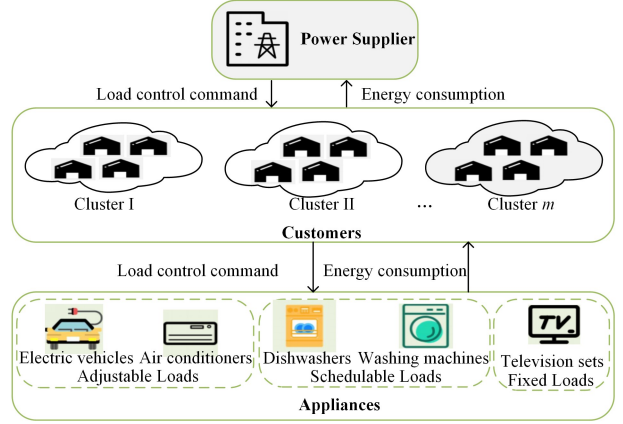 Power Supplier
Load control command
Energy consumption
Cluster I
Cluster II
...
Cluster m
Customers
Load control command
Energy consumption
TV
Electric vehicles
Air conditioners
Adjustable Loads
Dishwashers
Washing machines
Schedulable Loads
Television sets
Fixed Loads
Appliances